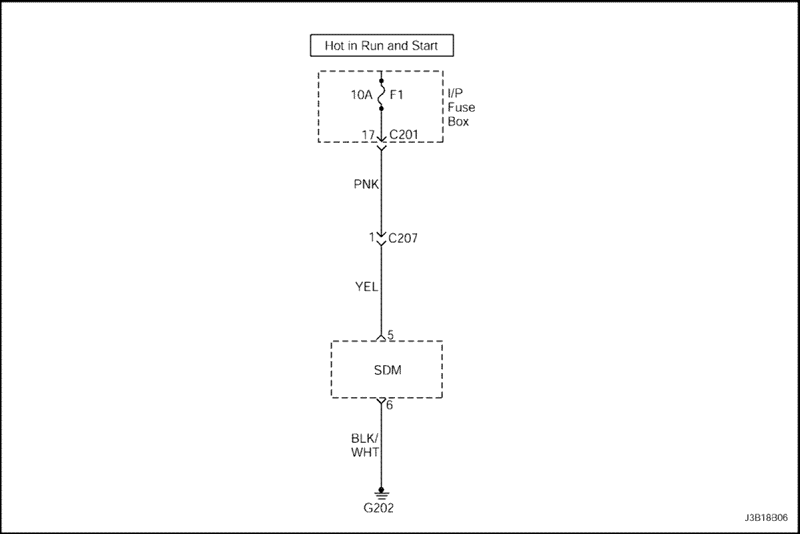 Hot in Run and Start
10A F1
I/P
Fuse
Box
17 C201
PNK
1 C207
YEL
5
SDM
6
BLK/
WHT
G202
J3B18B06